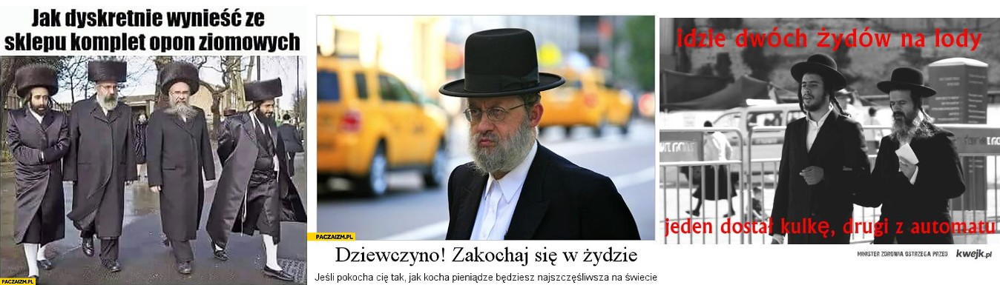 Jak dyskretnie wynieść ze
sklepu komplet opon ziomowych
PACZAIZM.PL
PACZAIZM.PL
Dziewczyno! Zakochaj się w żydzie
Jeśli pokocha cię tak, jak kocha pieniądze będziesz najszczęśliwsza na świecie
idzie dwóch żydów na lody
jeden dostał kulkę, drugi z automatu
MINISTER ZDROWIA OSTRZEGA PRZED kwejk.pl